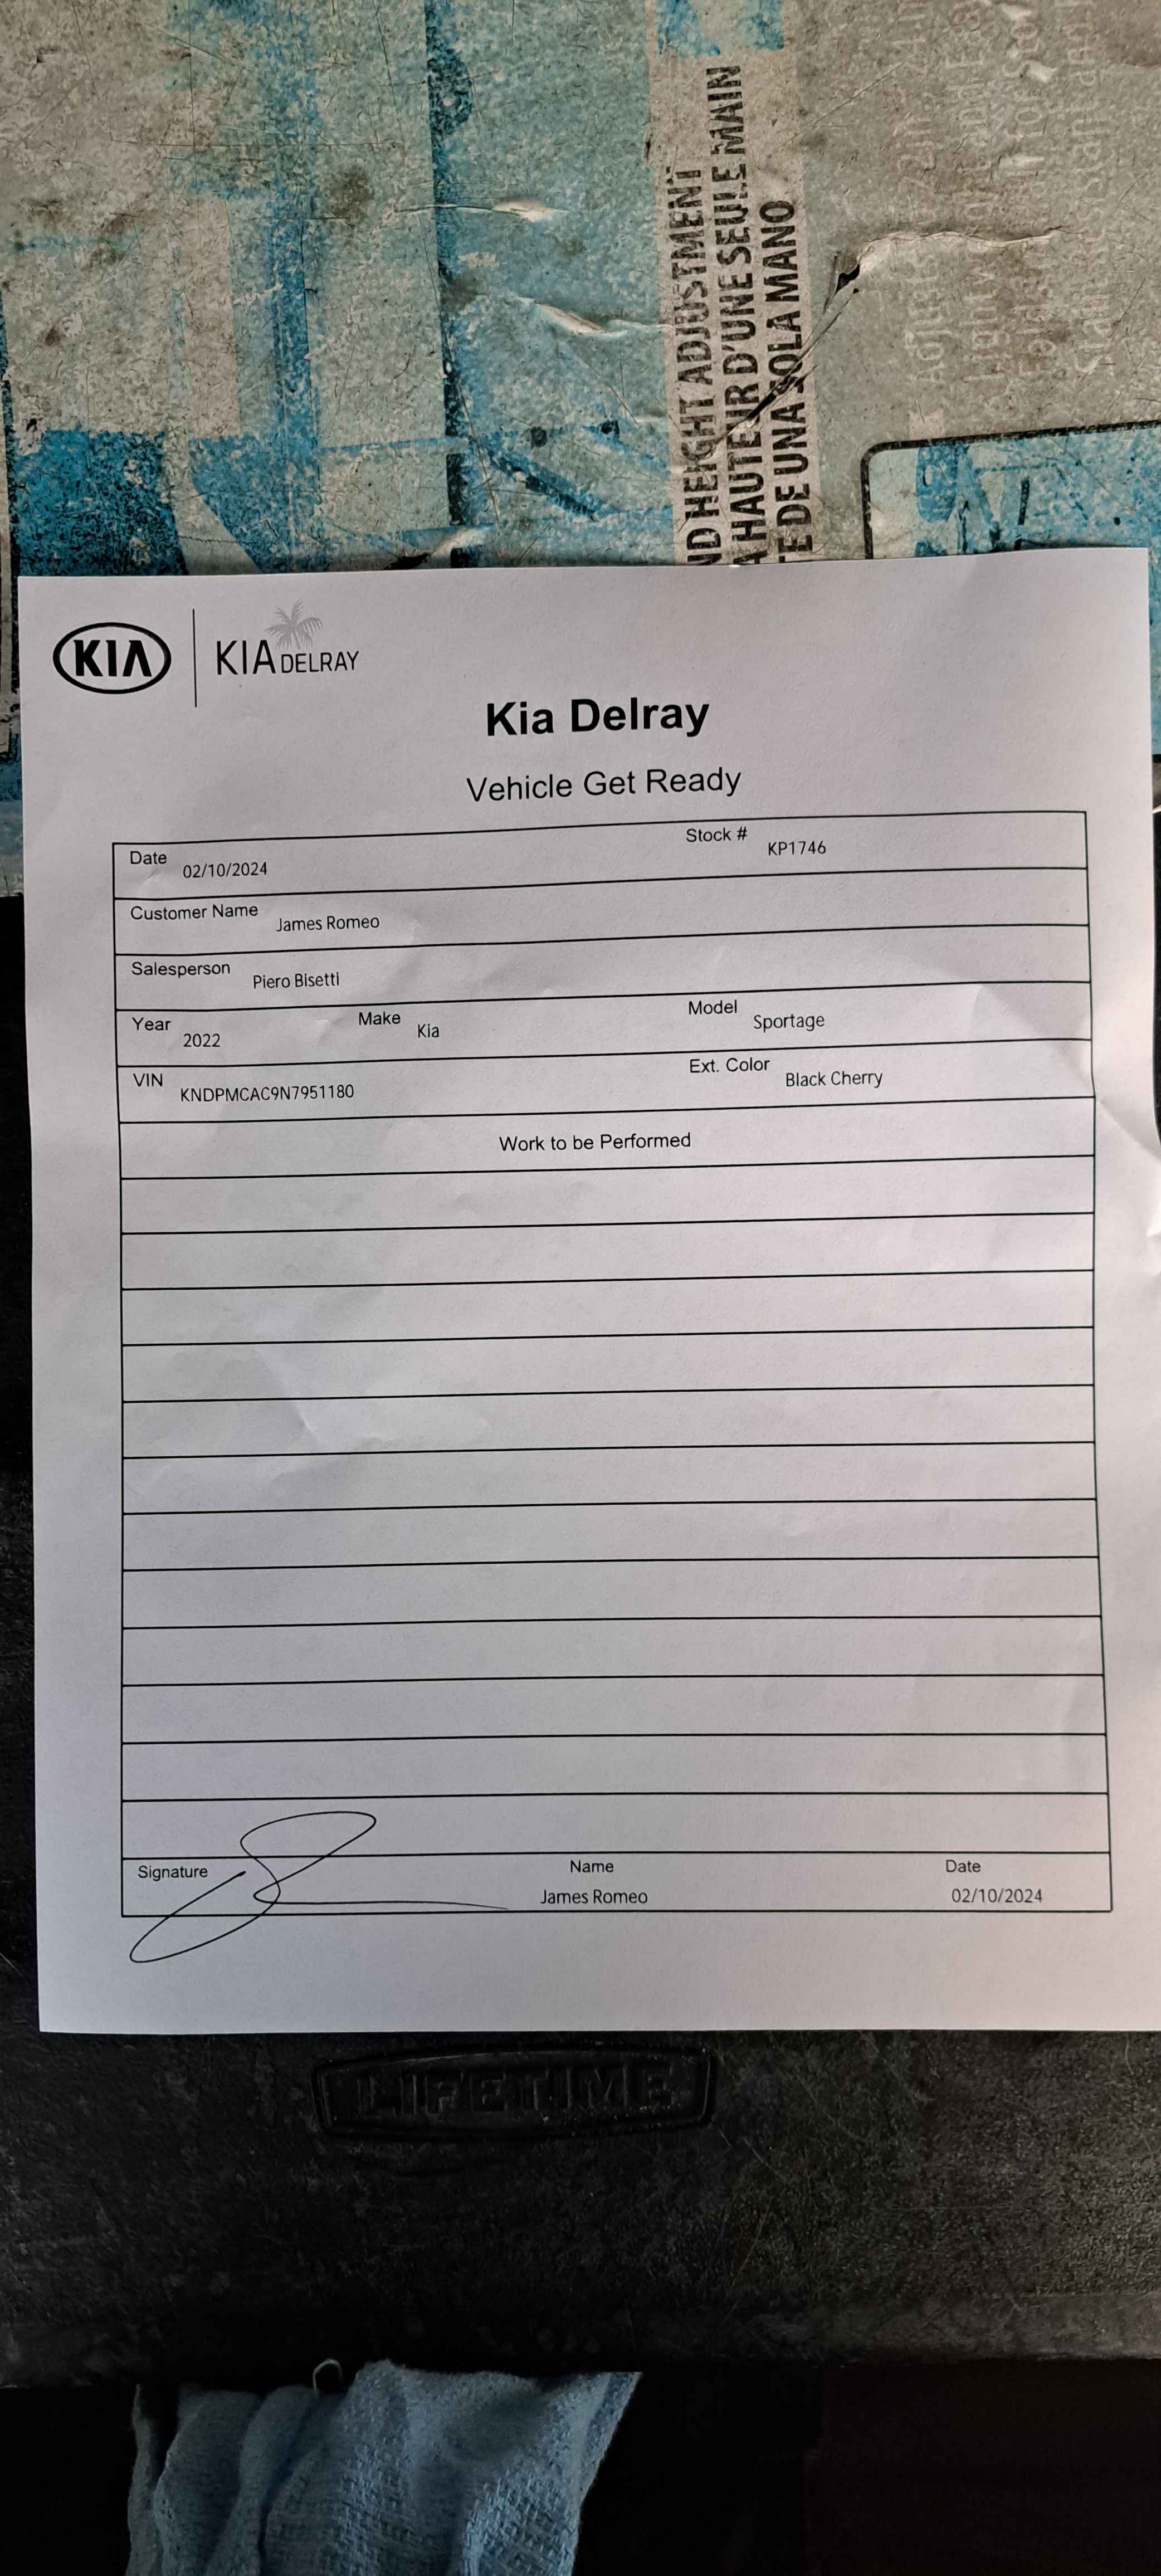 ND HEIGHT ADJUSTMENT
A HAUTEUR D'UNE SEULE MAIN
TE DE UNA SOLA MANO
KIA
KIA DELRAY
Kia Delray
Vehicle Get Ready
Date 02/10/2024 Stock # KP1746
Customer Name James Romeo
Salesperson Piero Bisetti
Year 2022 Make Kia Model Sportage
VIN KNDPMCAC9N7951180 Ext. Color Black Cherry
Work to be Performed
Signature Name Date
James Romeo 02/10/2024
LIFETIME